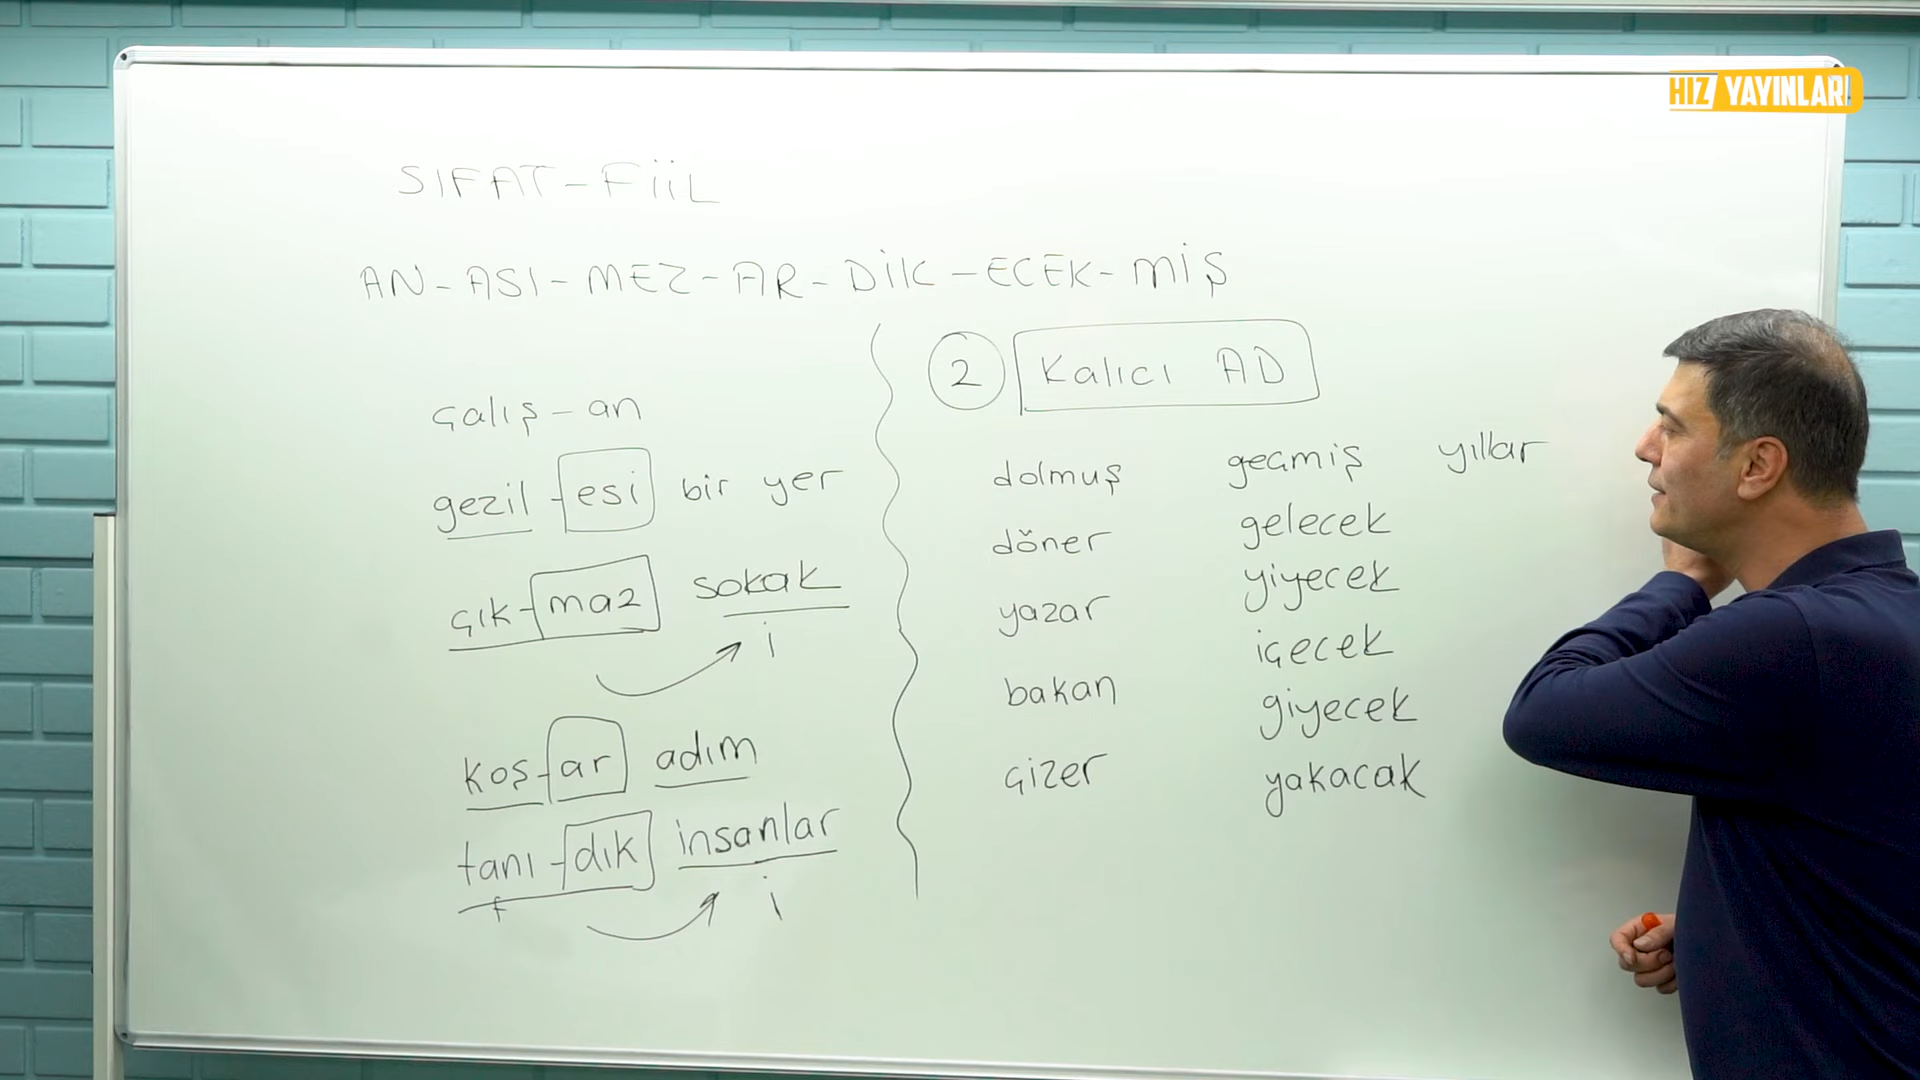 HIZ YAYINLARI
SIFAT-FİİL
AN-ASI-MEZ-AR-DİK-ECEK-MİŞ
çalış-an
gezil-esi bir yer
çık-maz sokak
i
koş-ar adım
tanı-dık insanlar
f i
2 Kalıcı AD
dolmuş geçmiş yıllar
döner gelecek
yazar yiyecek
bakan içecek
çizer giyecek
yakacak